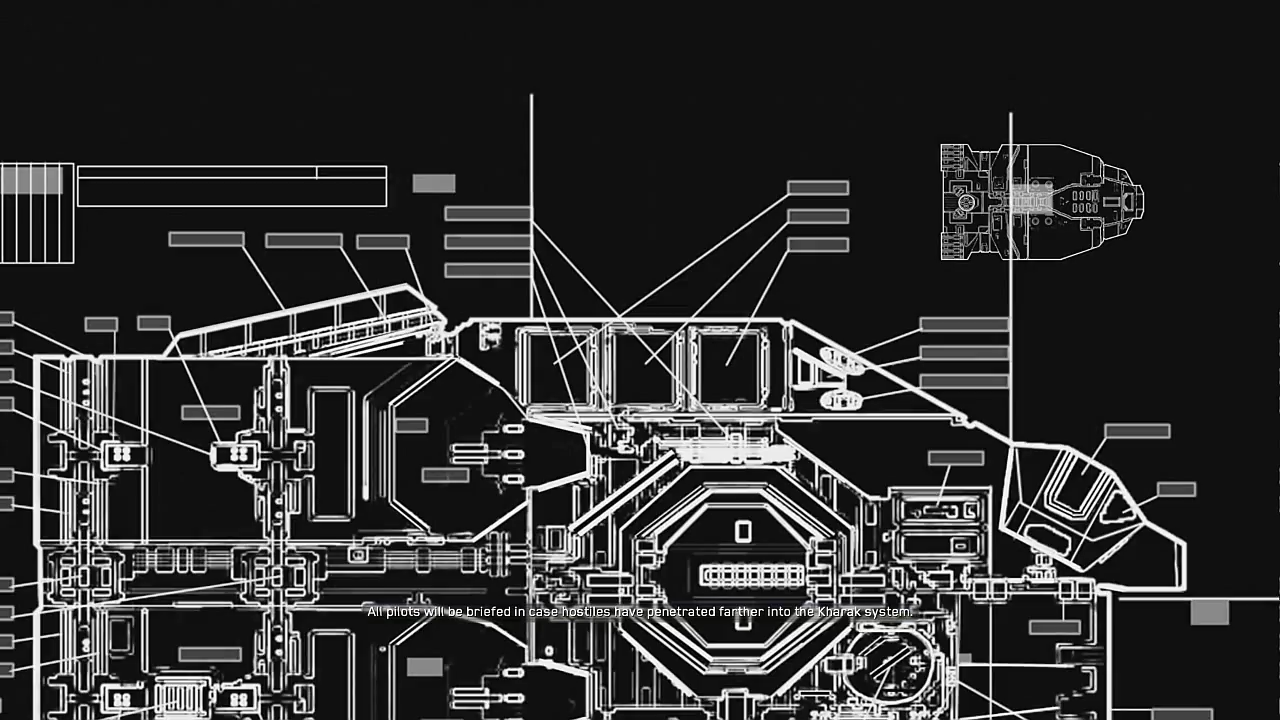 All pilots will be briefed in case hostiles have penetrated farther into the Kharak system.